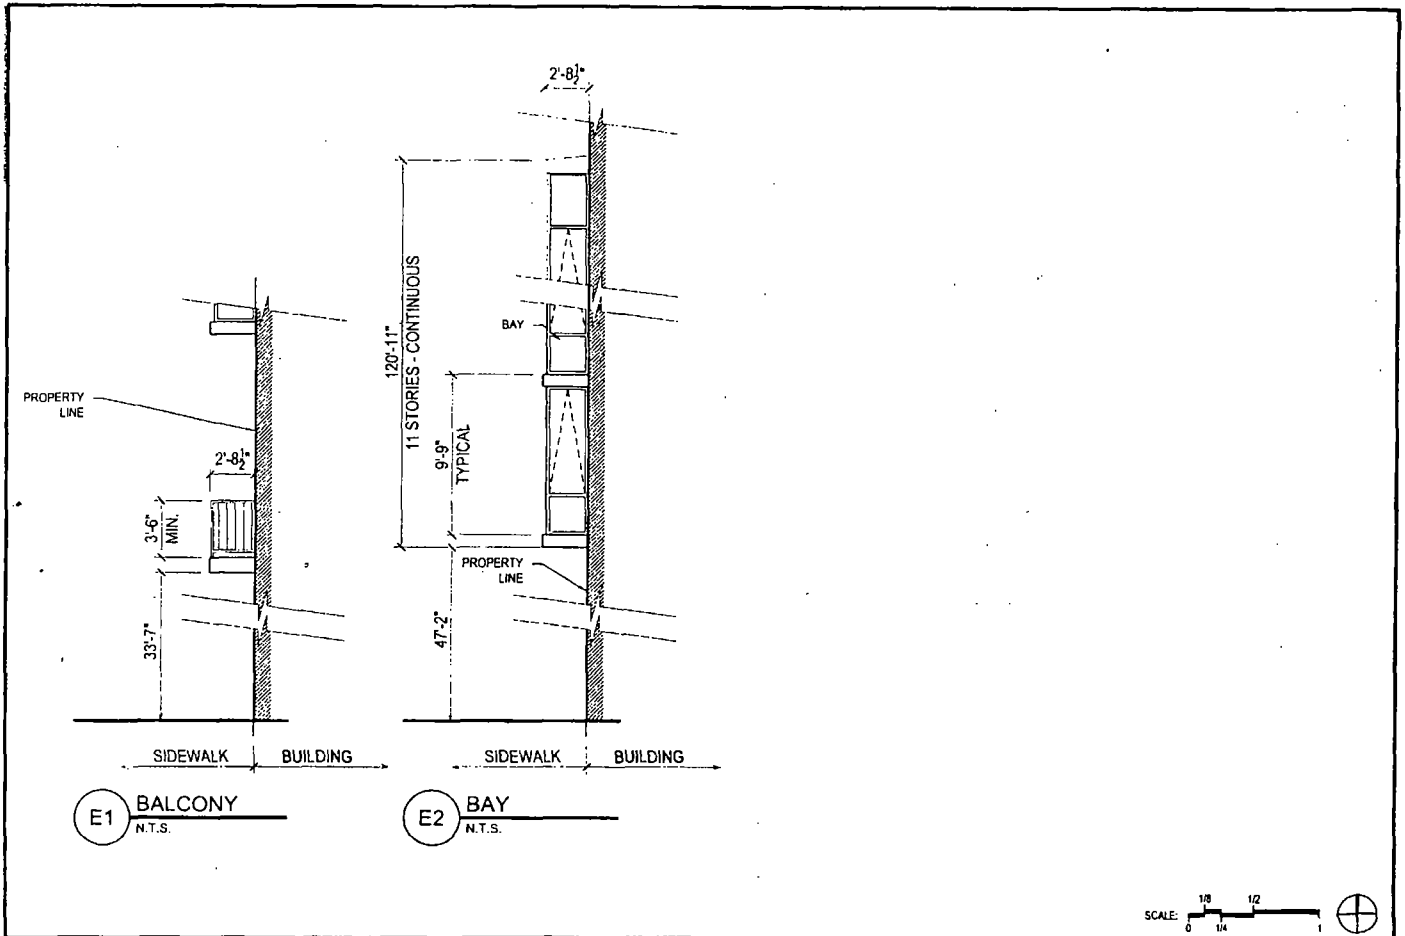 2'-8½"
120'-11"
11 STORIES - CONTINUOUS
BAY
9'-9"
TYPICAL
PROPERTY
LINE
47'-2"
PROPERTY
LINE
2'-8½"
3'-6"
MIN.
33'-7"
SIDEWALK
BUILDING
SIDEWALK
BUILDING
E1
BALCONY
N.T.S.
E2
BAY
N.T.S.
SCALE:
1/8
1/2
0
1/4
1